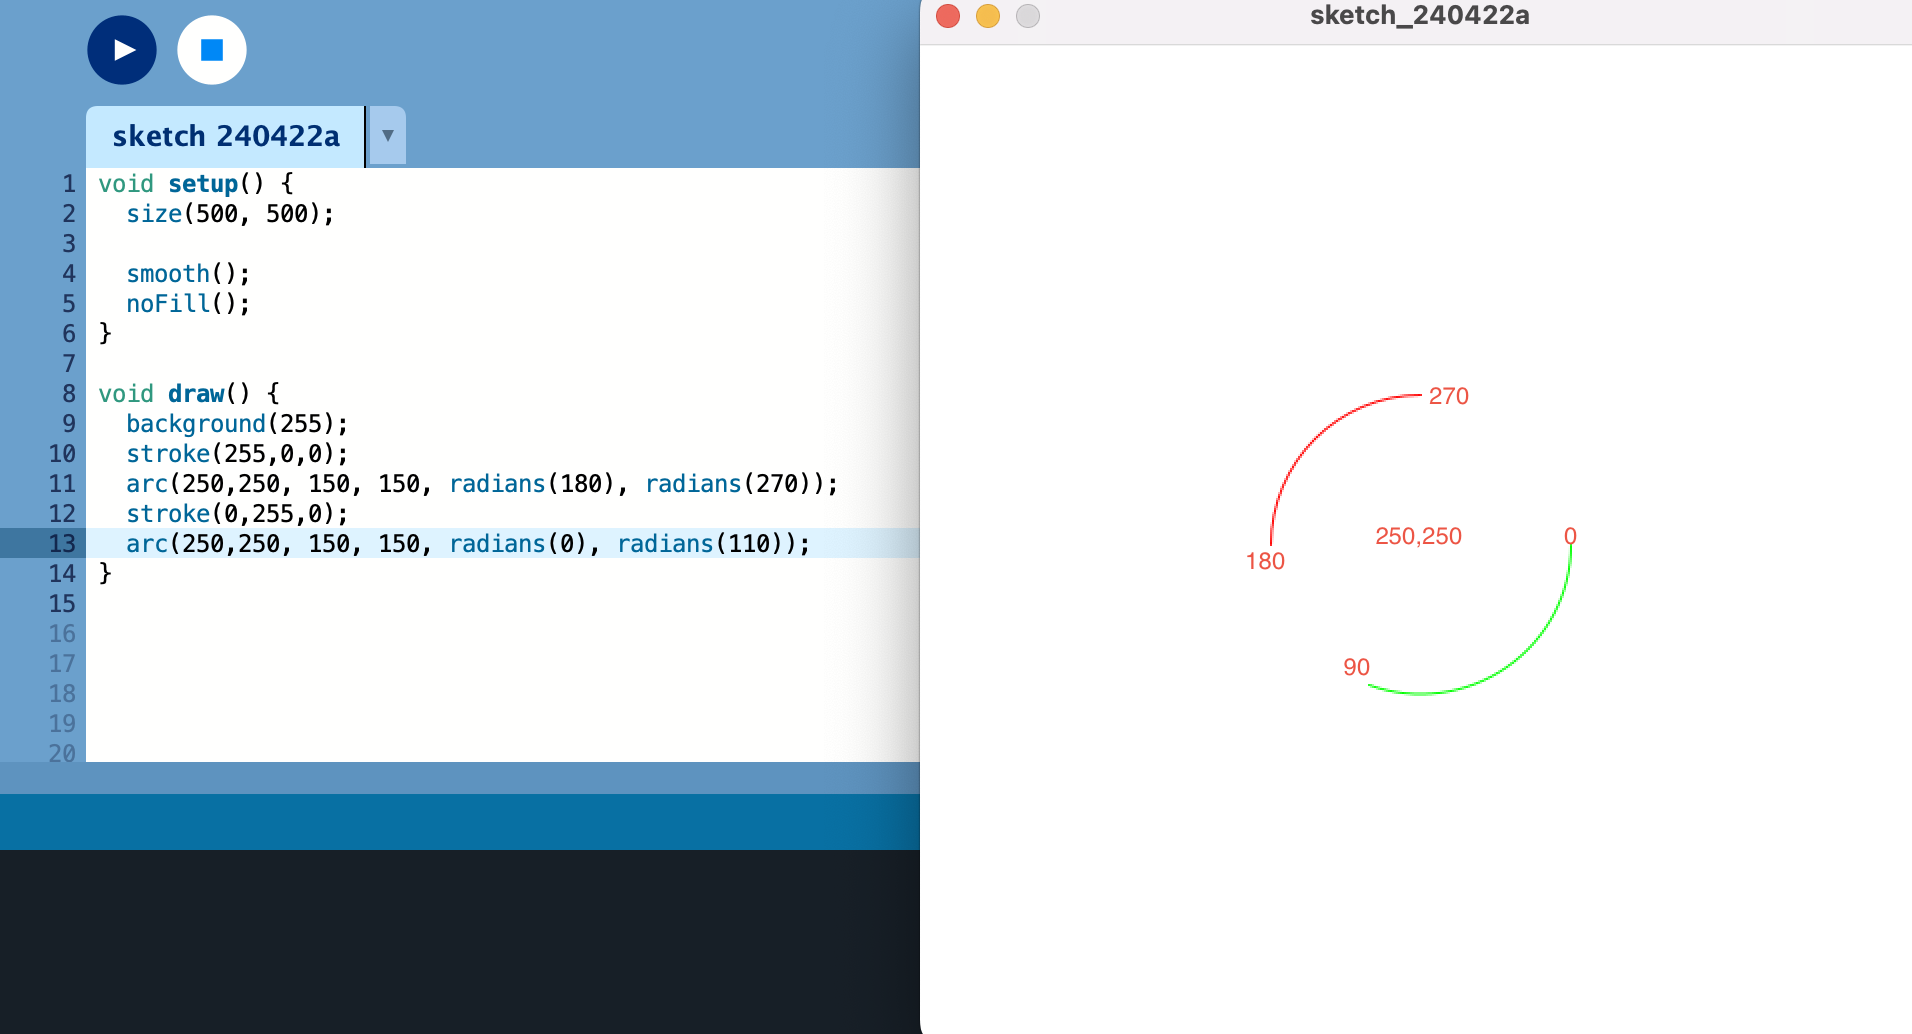 sketch_240422a
sketch 240422a
▼
1 void setup() {
2   size(500, 500);
3
4   smooth();
5   noFill();
6 }
7
8 void draw() {
9   background(255);
10   stroke(255,0,0);
11   arc(250,250, 150, 150, radians(180), radians(270));
12   stroke(0,255,0);
13   arc(250,250, 150, 150, radians(0), radians(110));
14 }
15
16
17
18
19
20
270
250,250
0
180
90